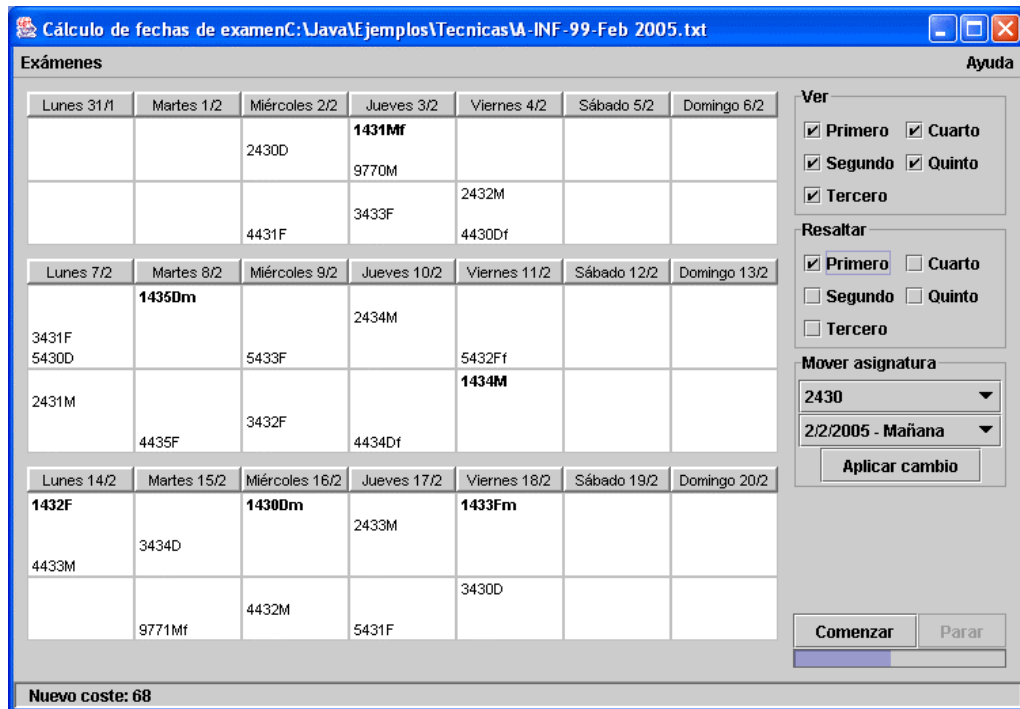 Cálculo de fechas de examenC:\Java\Ejemplos\Tecnicas\A-INF-99-Feb 2005.txt
Exámenes Ayuda
Lunes 31/1 Martes 1/2 Miércoles 2/2 Jueves 3/2 Viernes 4/2 Sábado 5/2 Domingo 6/2
1431Mf
2430D
9770M
2432M
3433F
4431F 4430Df
Lunes 7/2 Martes 8/2 Miércoles 9/2 Jueves 10/2 Viernes 11/2 Sábado 12/2 Domingo 13/2
1435Dm
2434M
3431F
5430D 5433F 5432Ff
1434M
2431M
3432F
4435F 4434Df
Lunes 14/2 Martes 15/2 Miércoles 16/2 Jueves 17/2 Viernes 18/2 Sábado 19/2 Domingo 20/2
1432F 1430Dm 1433Fm
2433M
3434D
4433M
3430D
4432M
9771Mf 5431F
Ver
Primero Cuarto
Segundo Quinto
Tercero
Resaltar
Primero Cuarto
Segundo Quinto
Tercero
Mover asignatura
2430
2/2/2005 - Mañana
Aplicar cambio
Comenzar Parar
Nuevo coste: 68